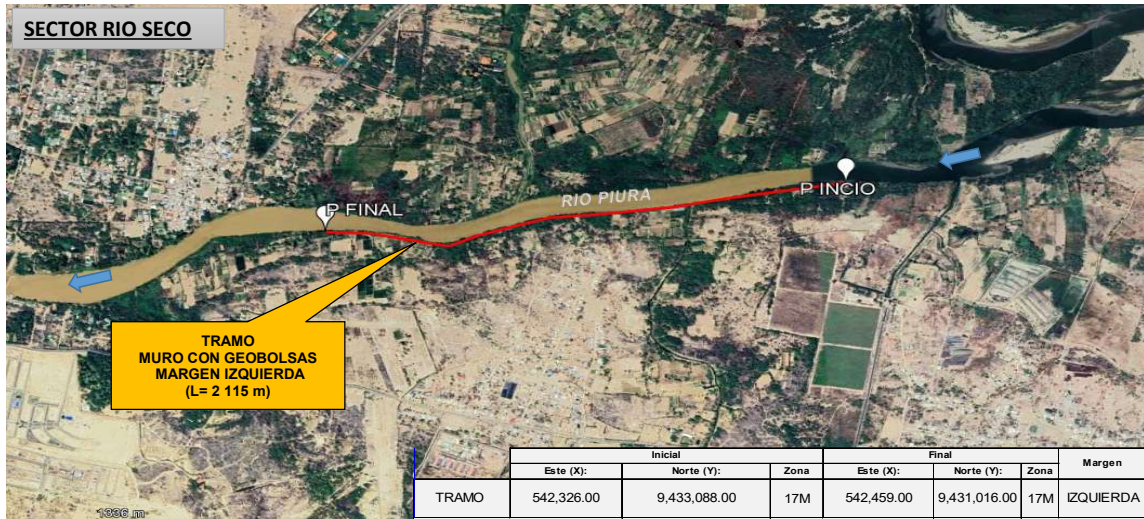 SECTOR RIO SECO
P INCIO
RIO PIURA
P FINAL
TRAMO
MURO CON GEOBOLSAS
MARGEN IZQUIERDA
(L= 2 115 m)
Inicial Final Margen
Este (X): Norte (Y): Zona Este (X): Norte (Y): Zona
TRAMO 542,326.00 9,433,088.00 17M 542,459.00 9,431,016.00 17M IZQUIERDA
1336 m